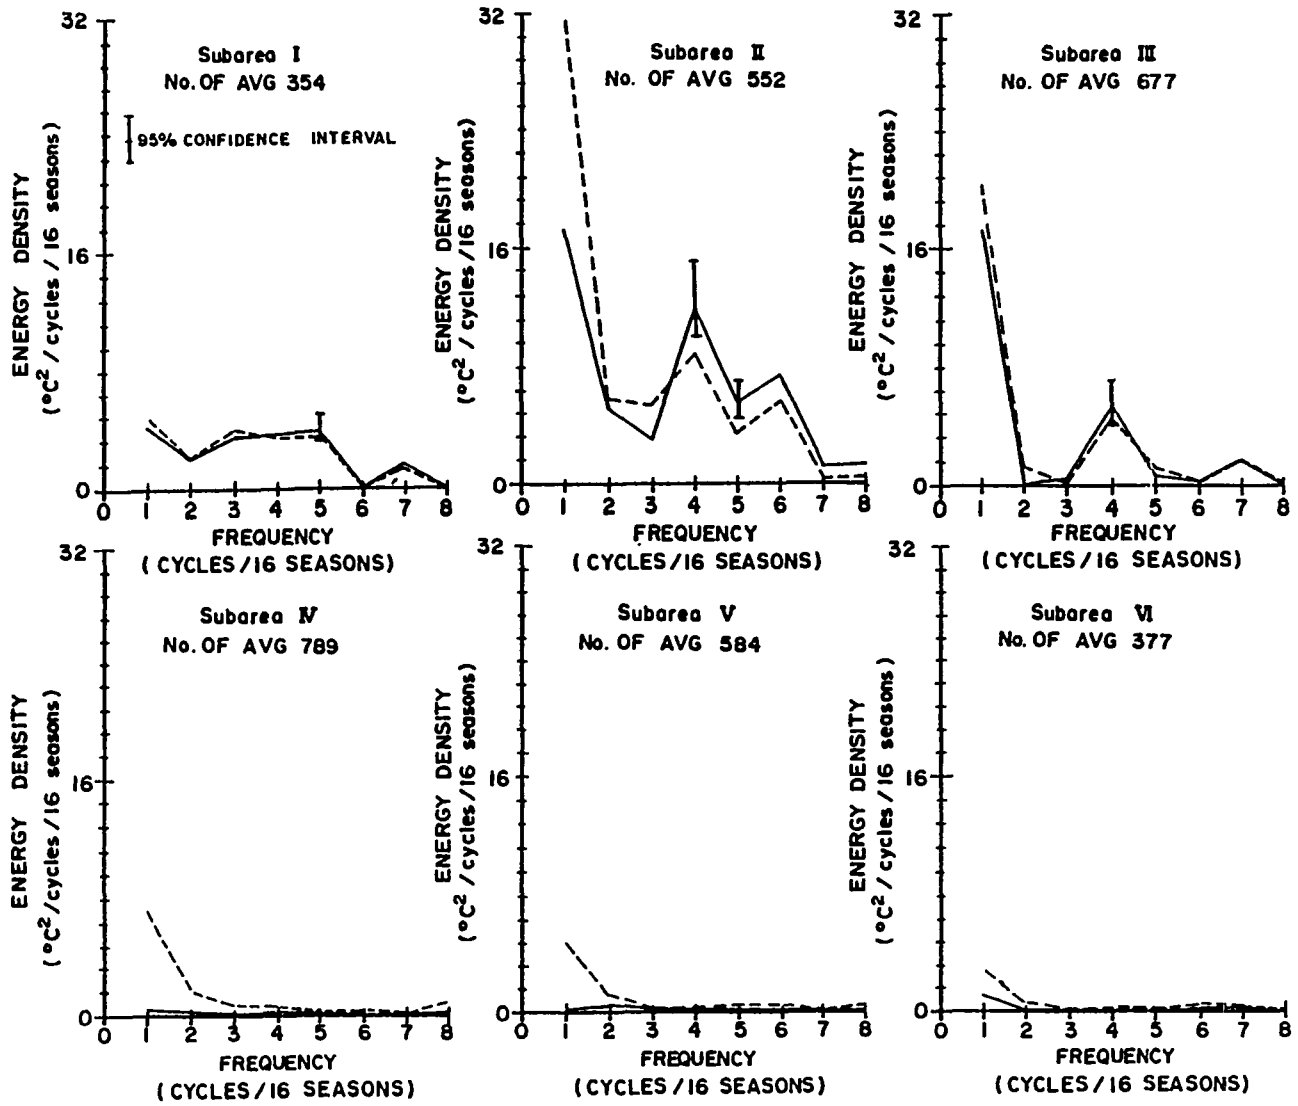 32
Subarea I
No. OF AVG 354
95% CONFIDENCE INTERVAL
ENERGY DENSITY
(°C²/cycles/16 seasons)
16
0
0 1 2 3 4 5 6 7 8
FREQUENCY
(CYCLES/16 SEASONS)
32
Subarea II
No. OF AVG 552
ENERGY DENSITY
(°C²/cycles/16 seasons)
16
0
0 1 2 3 4 5 6 7 8
FREQUENCY
(CYCLES/16 SEASONS)
32
Subarea III
No. OF AVG 677
ENERGY DENSITY
(°C²/cycles/16 seasons)
16
0
0 1 2 3 4 5 6 7 8
FREQUENCY
(CYCLES/16 SEASONS)
32
Subarea IV
No. OF AVG 789
ENERGY DENSITY
(°C²/cycles/16 seasons)
16
0
0 1 2 3 4 5 6 7 8
FREQUENCY
(CYCLES/16 SEASONS)
32
Subarea V
No. OF AVG 584
ENERGY DENSITY
(°C²/cycles/16 seasons)
16
0
0 1 2 3 4 5 6 7 8
FREQUENCY
(CYCLES/16 SEASONS)
32
Subarea VI
No. OF AVG 377
ENERGY DENSITY
(°C²/cycles/16 seasons)
16
0
0 1 2 3 4 5 6 7 8
FREQUENCY
(CYCLES/16 SEASONS)